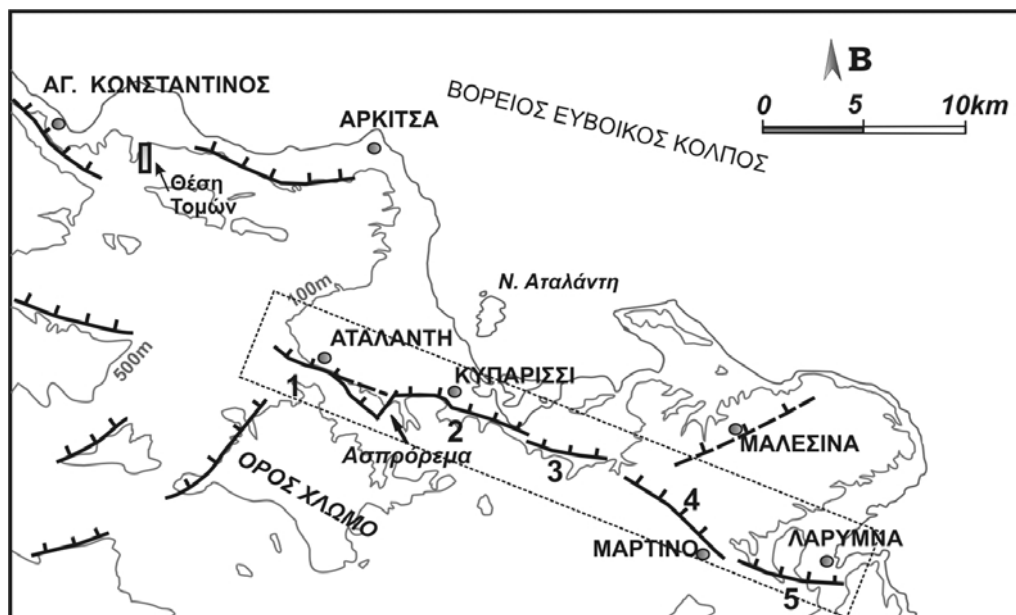 ΑΓ. ΚΩΝΣΤΑΝΤΙΝΟΣ
ΑΡΚΙΤΣΑ
ΒΟΡΕΙΟΣ ΕΥΒΟΙΚΟΣ ΚΟΛΠΟΣ
Β
0 5 10km
Θέση
Τομών
100m
Ν. Αταλάντη
500m
ΑΤΑΛΑΝΤΗ
ΚΥΠΑΡΙΣΣΙ
1
2
Ασπρόρεμα
3
ΜΑΛΕΣΙΝΑ
ΟΡΟΣ ΧΛΩΜΟ
4
ΜΑΡΤΙΝΟ
ΛΑΡΥΜΝΑ
5